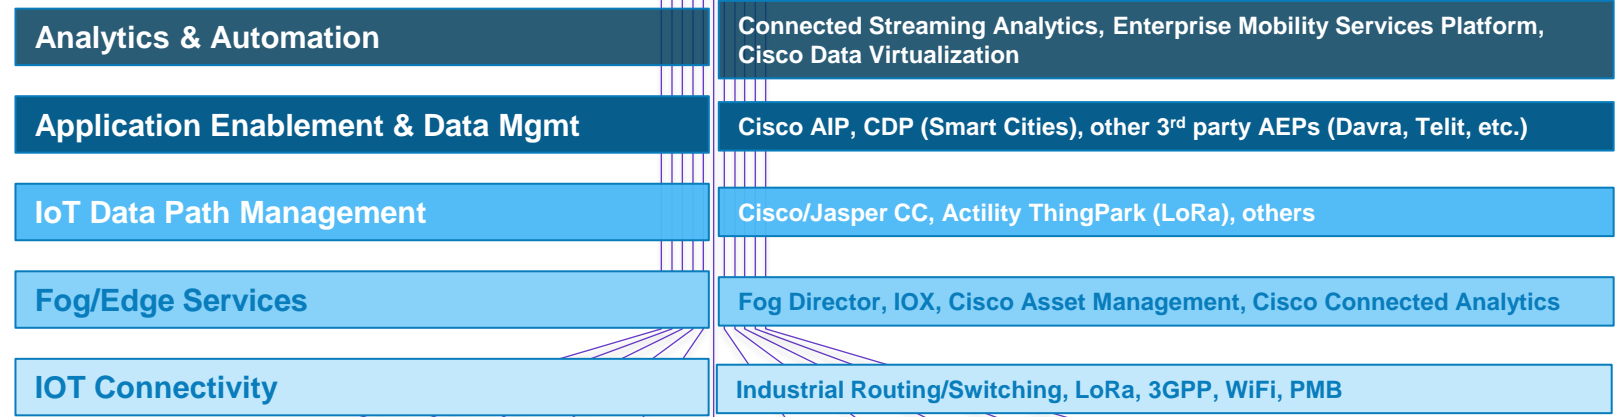 Analytics & Automation
Connected Streaming Analytics, Enterprise Mobility Services Platform,
Cisco Data Virtualization
Application Enablement & Data Mgmt
Cisco AIP, CDP (Smart Cities), other 3rd party AEPs (Davra, Telit, etc.)
IoT Data Path Management
Cisco/Jasper CC, Actility ThingPark (LoRa), others
Fog/Edge Services
Fog Director, IOX, Cisco Asset Management, Cisco Connected Analytics
IOT Connectivity
Industrial Routing/Switching, LoRa, 3GPP, WiFi, PMB